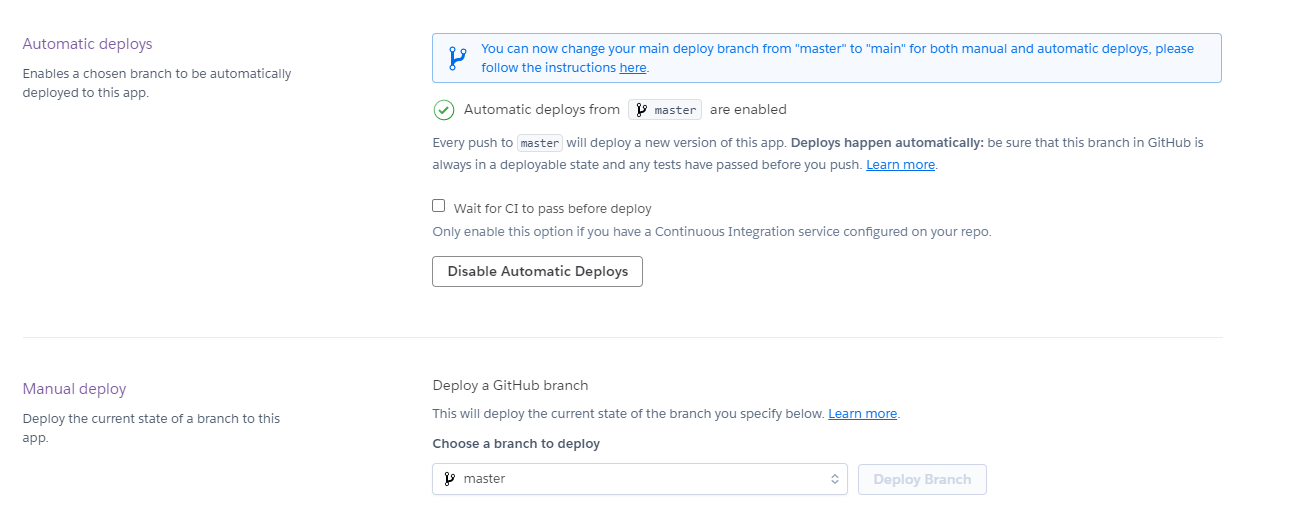 Automatic deploys
Enables a chosen branch to be automatically
deployed to this app.
You can now change your main deploy branch from "master" to "main" for both manual and automatic deploys, please
follow the instructions here.
Automatic deploys from master are enabled
Every push to master will deploy a new version of this app. Deploys happen automatically: be sure that this branch in GitHub is
always in a deployable state and any tests have passed before you push. Learn more.
Wait for CI to pass before deploy
Only enable this option if you have a Continuous Integration service configured on your repo.
Disable Automatic Deploys
Manual deploy
Deploy the current state of a branch to this
app.
Deploy a GitHub branch
This will deploy the current state of the branch you specify below. Learn more.
Choose a branch to deploy
master
Deploy Branch